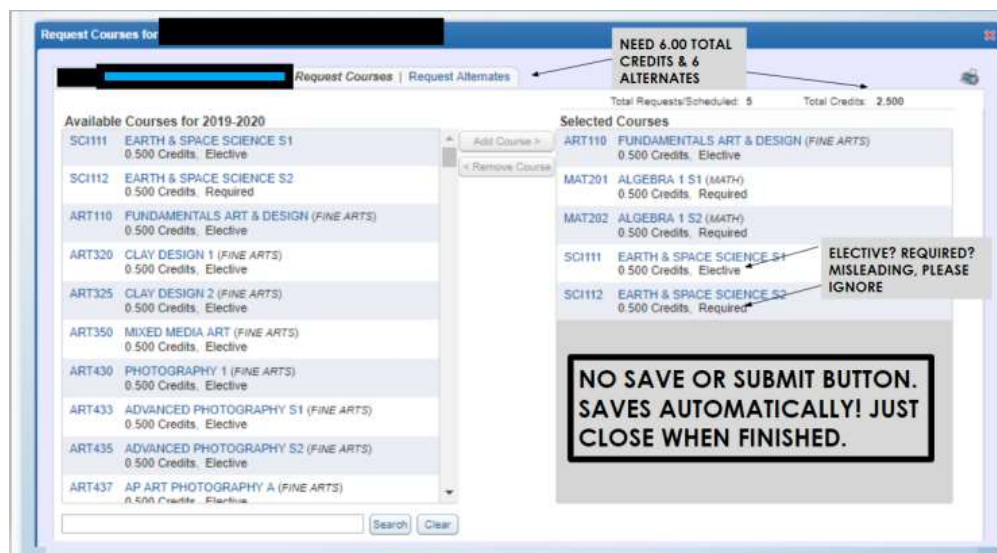 Request Courses for
NEED 6.00 TOTAL
CREDITS & 6
ALTERNATES
Request Courses | Request Alternates
Total Requests/Scheduled: 5 Total Credits: 2.500
Available Courses for 2019-2020
SCI111 EARTH & SPACE SCIENCE S1
0.500 Credits, Elective
SCI112 EARTH & SPACE SCIENCE S2
0.500 Credits, Required
ART110 FUNDAMENTALS ART & DESIGN (FINE ARTS)
0.500 Credits, Elective
ART320 CLAY DESIGN 1 (FINE ARTS)
0.500 Credits, Elective
ART325 CLAY DESIGN 2 (FINE ARTS)
0.500 Credits, Elective
ART350 MIXED MEDIA ART (FINE ARTS)
0.500 Credits, Elective
ART430 PHOTOGRAPHY 1 (FINE ARTS)
0.500 Credits, Elective
ART433 ADVANCED PHOTOGRAPHY S1 (FINE ARTS)
0.500 Credits, Elective
ART435 ADVANCED PHOTOGRAPHY S2 (FINE ARTS)
0.500 Credits, Elective
ART437 AP ART PHOTOGRAPHY A (FINE ARTS)
0.500 Credits, Elective
Search Clear
Add Course >
< Remove Course
Selected Courses
ART110 FUNDAMENTALS ART & DESIGN (FINE ARTS)
0.500 Credits, Elective
MAT201 ALGEBRA 1 S1 (MATH)
0.500 Credits, Required
MAT202 ALGEBRA 1 S2 (MATH)
0.500 Credits, Required
SCI111 EARTH & SPACE SCIENCE S1
0.500 Credits, Elective
SCI112 EARTH & SPACE SCIENCE S2
0.500 Credits, Required
ELECTIVE? REQUIRED?
MISLEADING, PLEASE
IGNORE
NO SAVE OR SUBMIT BUTTON.
SAVES AUTOMATICALLY! JUST
CLOSE WHEN FINISHED.